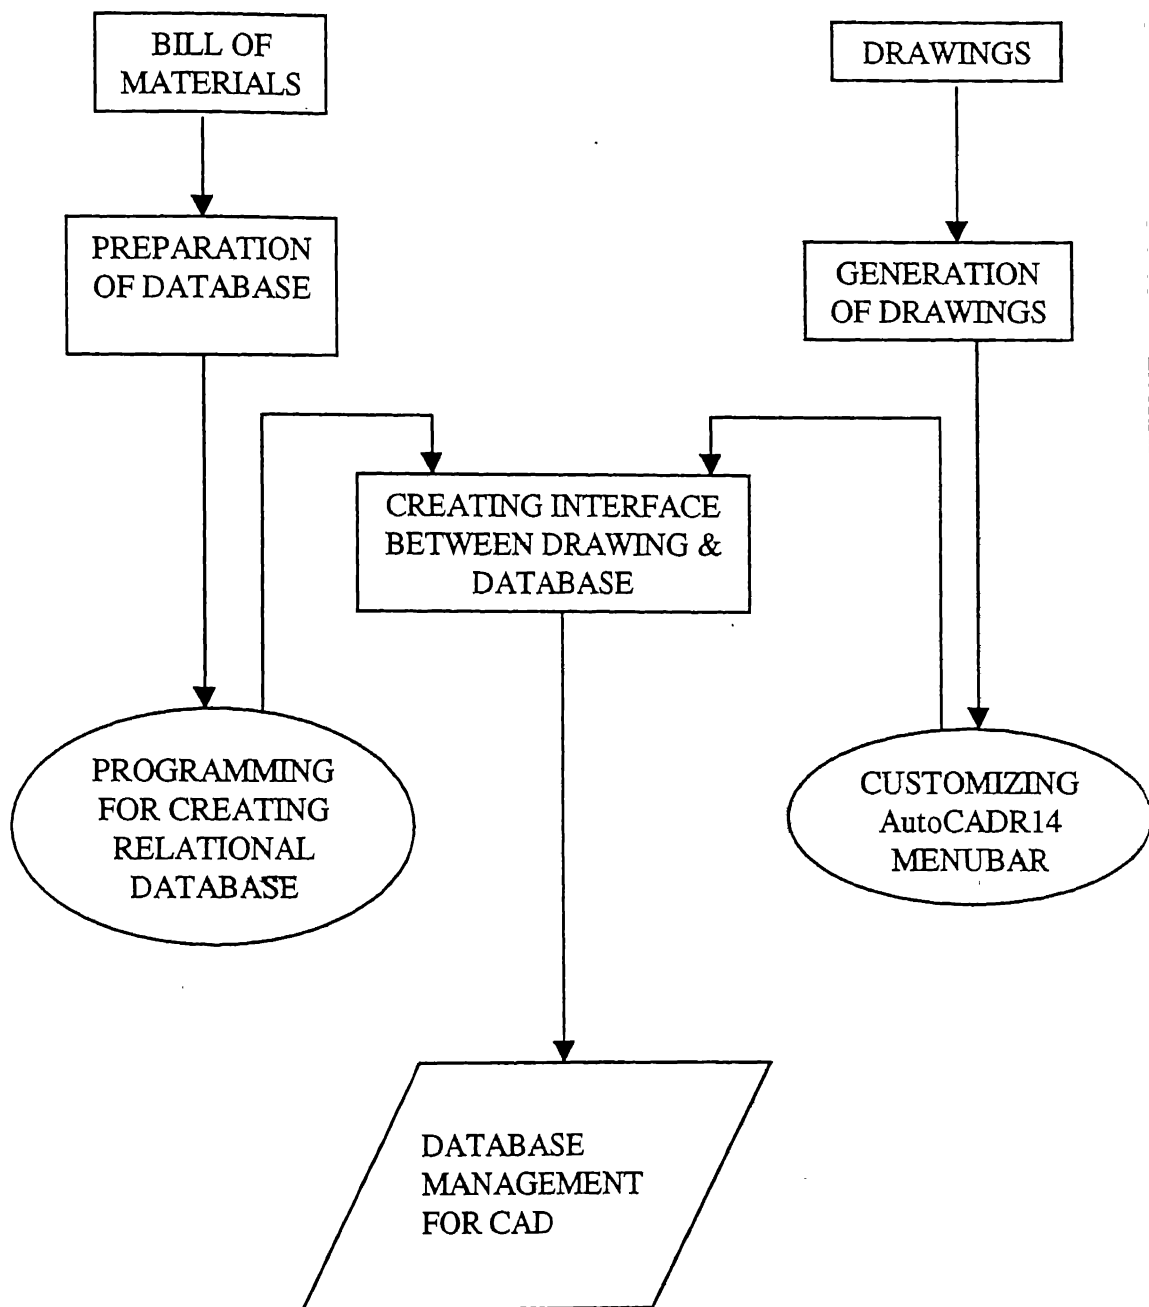 BILL OF
MATERIALS
DRAWINGS
PREPARATION
OF DATABASE
GENERATION
OF DRAWINGS
CREATING INTERFACE
BETWEEN DRAWING &
DATABASE
PROGRAMMING
FOR CREATING
RELATIONAL
DATABASE
CUSTOMIZING
AutoCADR14
MENUBAR
DATABASE
MANAGEMENT
FOR CAD